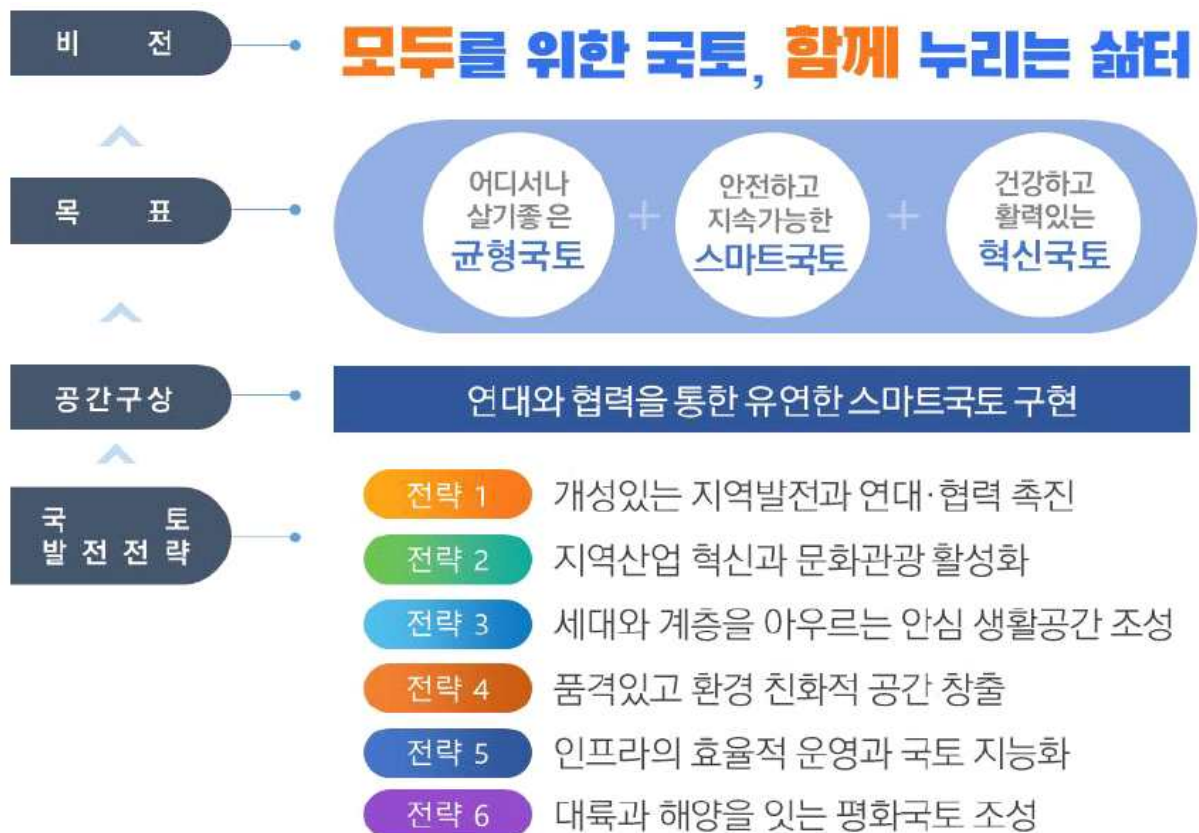 비 전
모두를 위한 국토, 함께 누리는 삶터
목 표
어디서나
살기좋은
균형국토
+
안전하고
지속가능한
스마트국토
+
건강하고
활력있는
혁신국토
공간구상
연대와 협력을 통한 유연한 스마트국토 구현
국 토
발전전략
전략 1 개성있는 지역발전과 연대·협력 촉진
전략 2 지역산업 혁신과 문화관광 활성화
전략 3 세대와 계층을 아우르는 안심 생활공간 조성
전략 4 품격있고 환경 친화적 공간 창출
전략 5 인프라의 효율적 운영과 국토 지능화
전략 6 대륙과 해양을 잇는 평화국토 조성